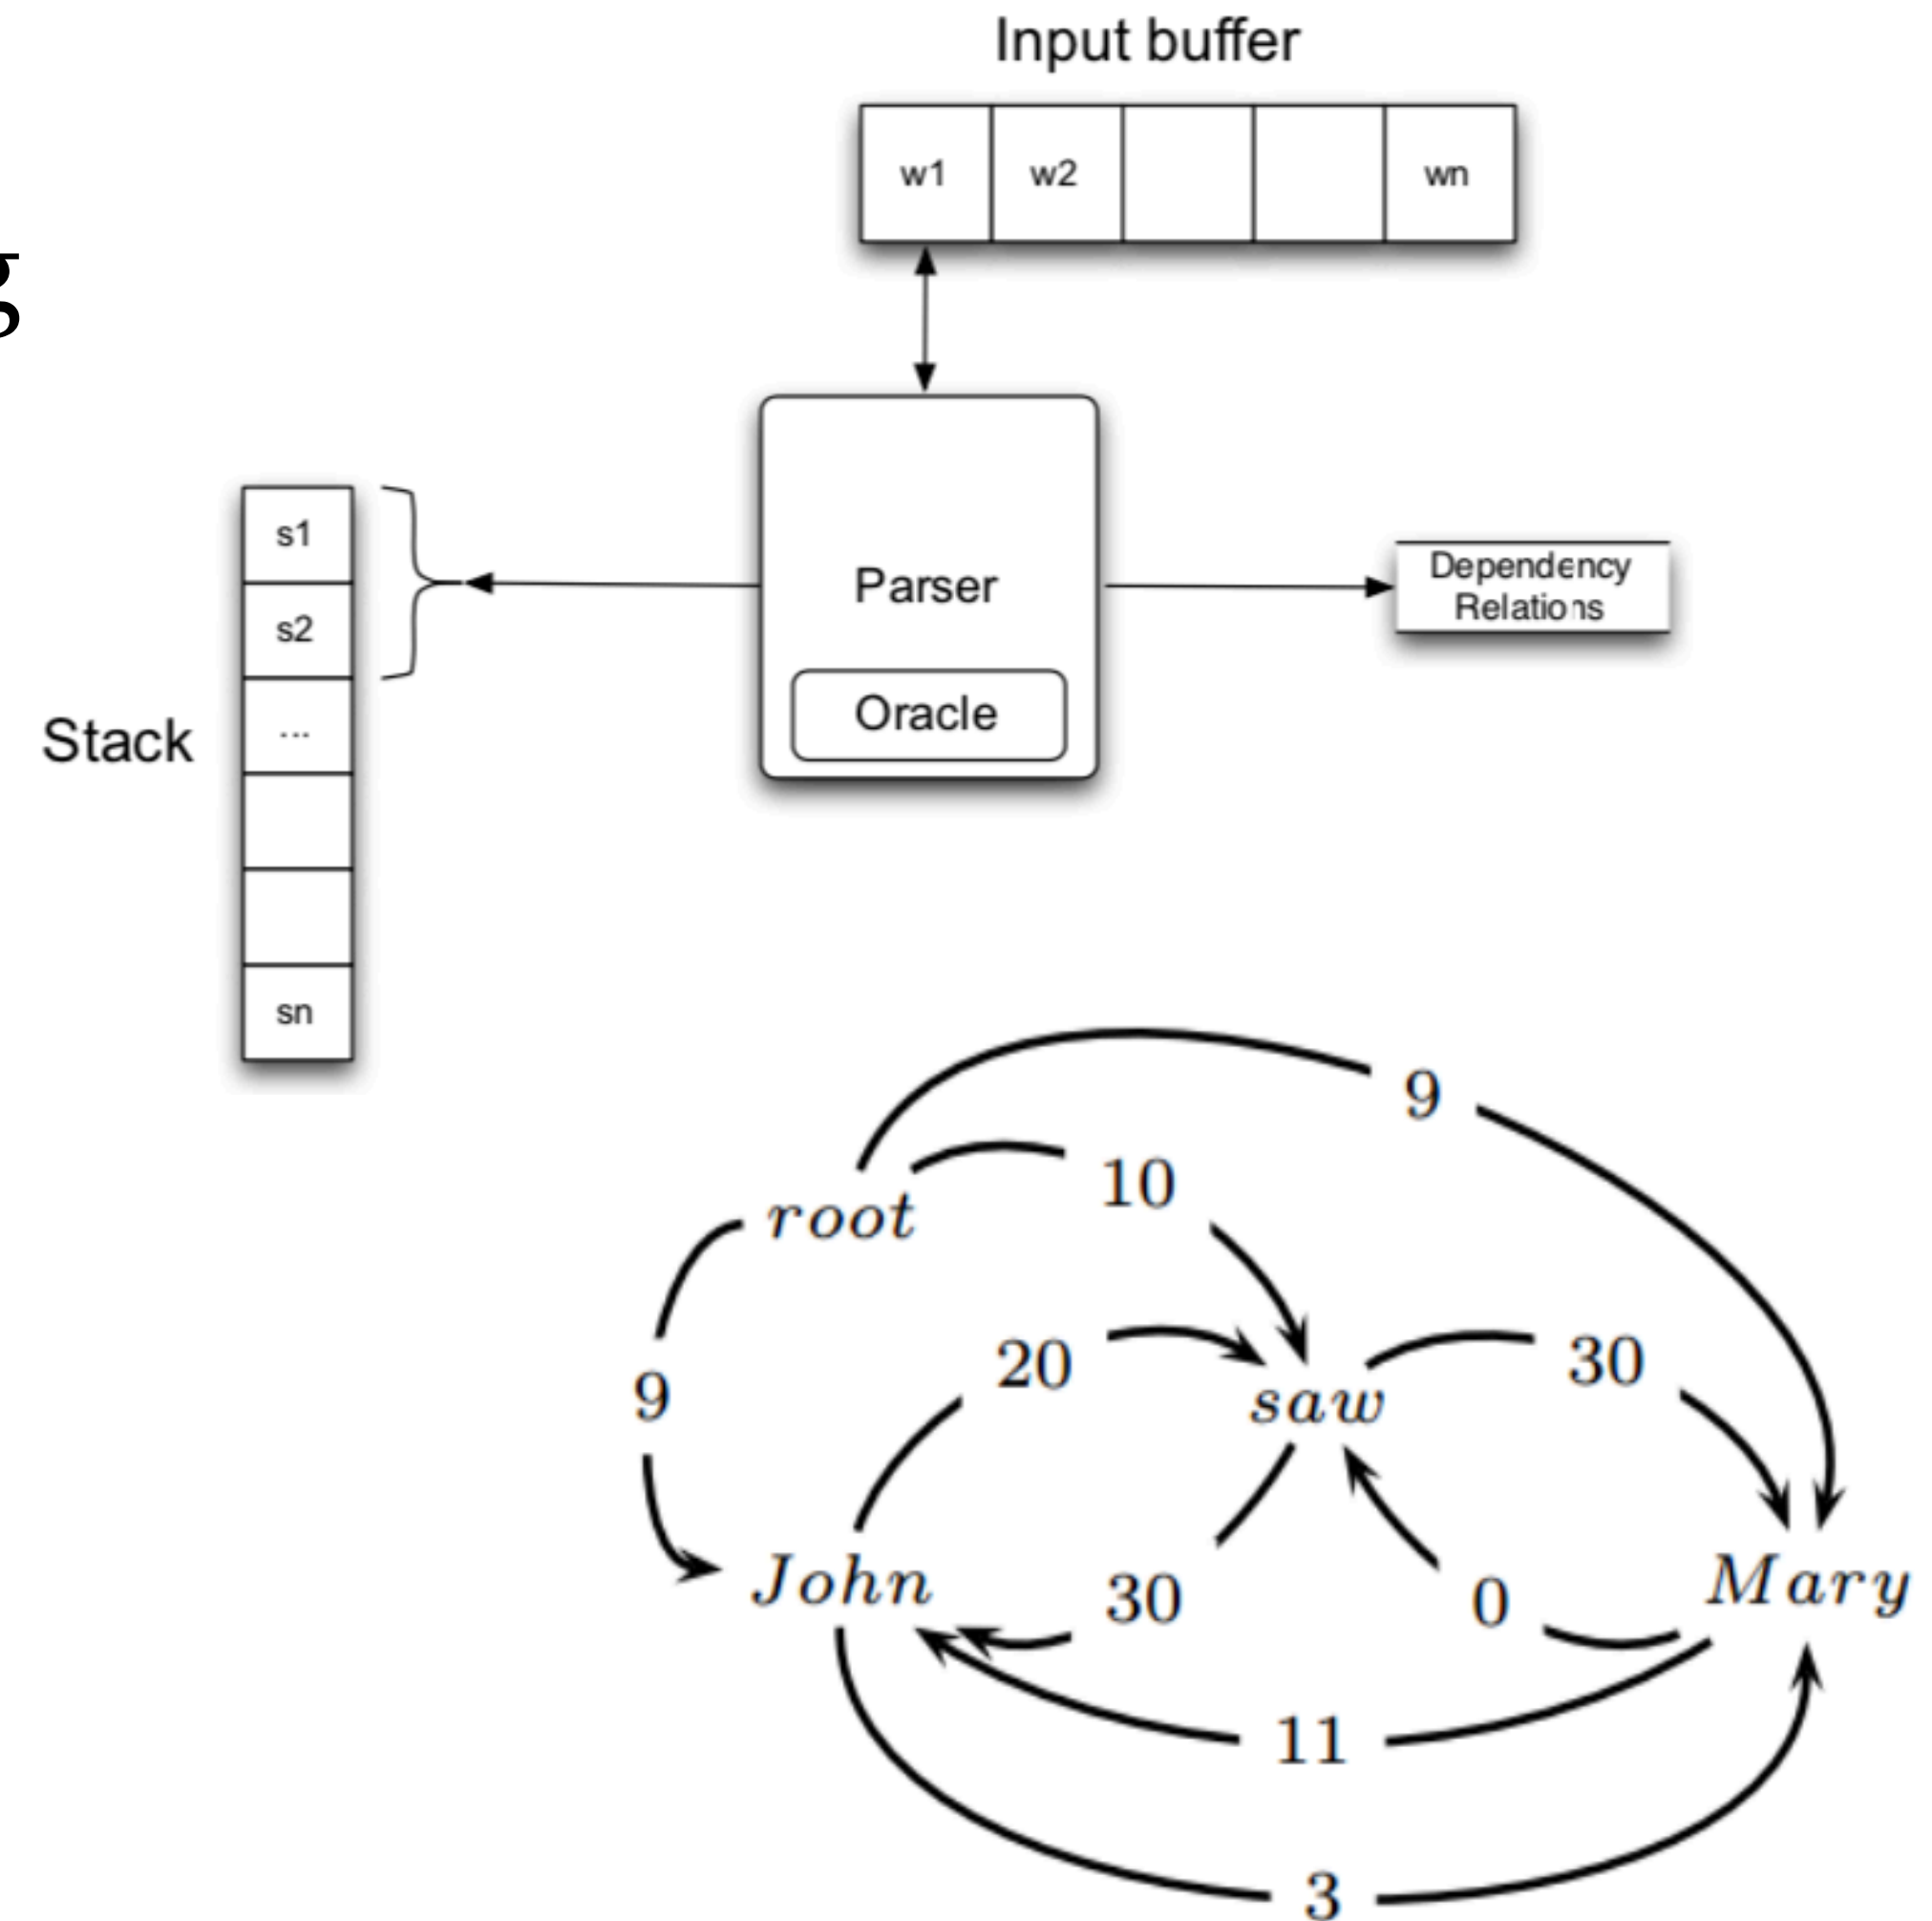 Input buffer
w1 w2 wn
g
s1
s2
...
sn
Stack
Parser
Oracle
Dependency
Relations
9
10
root
20
30
saw
9
John
30
0
Mary
11
3